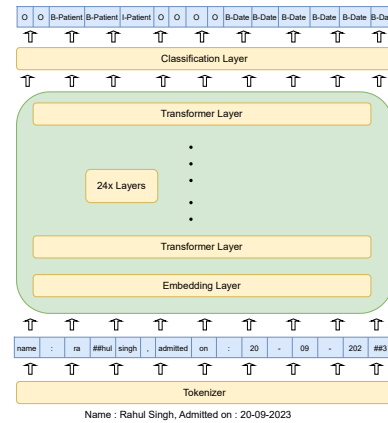 O O B-Patient B-Patient I-Patient O O O O B-Date B-Date B-Date B-Date B-Date B-Da
Classification Layer
Transformer Layer
24x Layers
Transformer Layer
Embedding Layer
name : ra ##hul singh , admitted on : 20 - 09 - 202 ##3
Tokenizer
Name : Rahul Singh, Admitted on : 20-09-2023